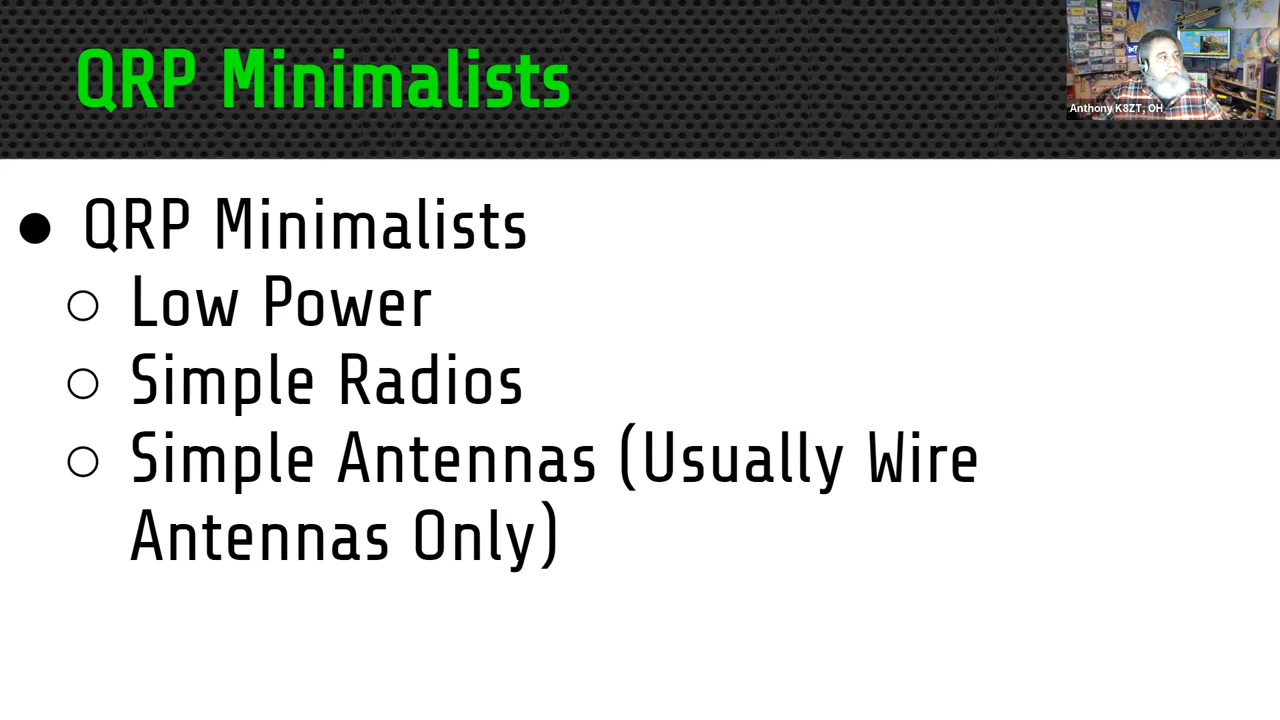 QRP Minimalists
Anthony K8ZT, OH
● QRP Minimalists
○ Low Power
○ Simple Radios
○ Simple Antennas (Usually Wire
Antennas Only)